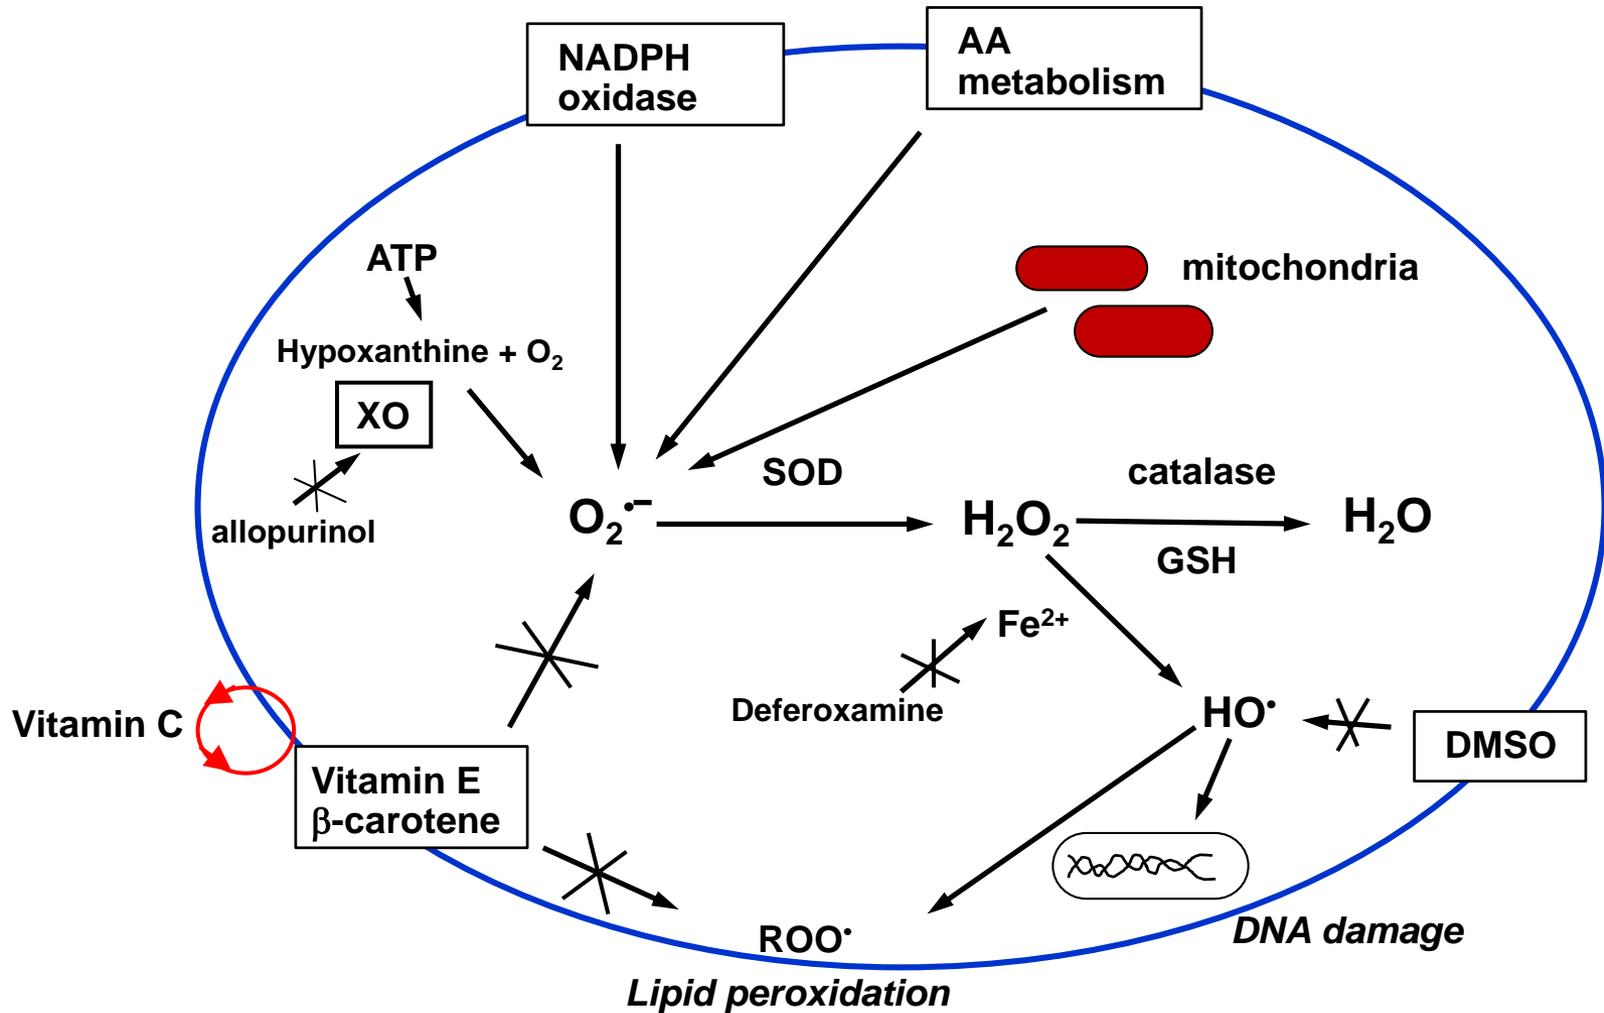 NADPH
oxidase
AA
metabolism
ATP
mitochondria
Hypoxanthine + O₂
XO
allopurinol
SOD
catalase
O₂•−
H₂O₂
H₂O
GSH
Fe²⁺
Deferoxamine
HO•
DMSO
Vitamin C
Vitamin E
β-carotene
ROO•
DNA damage
Lipid peroxidation